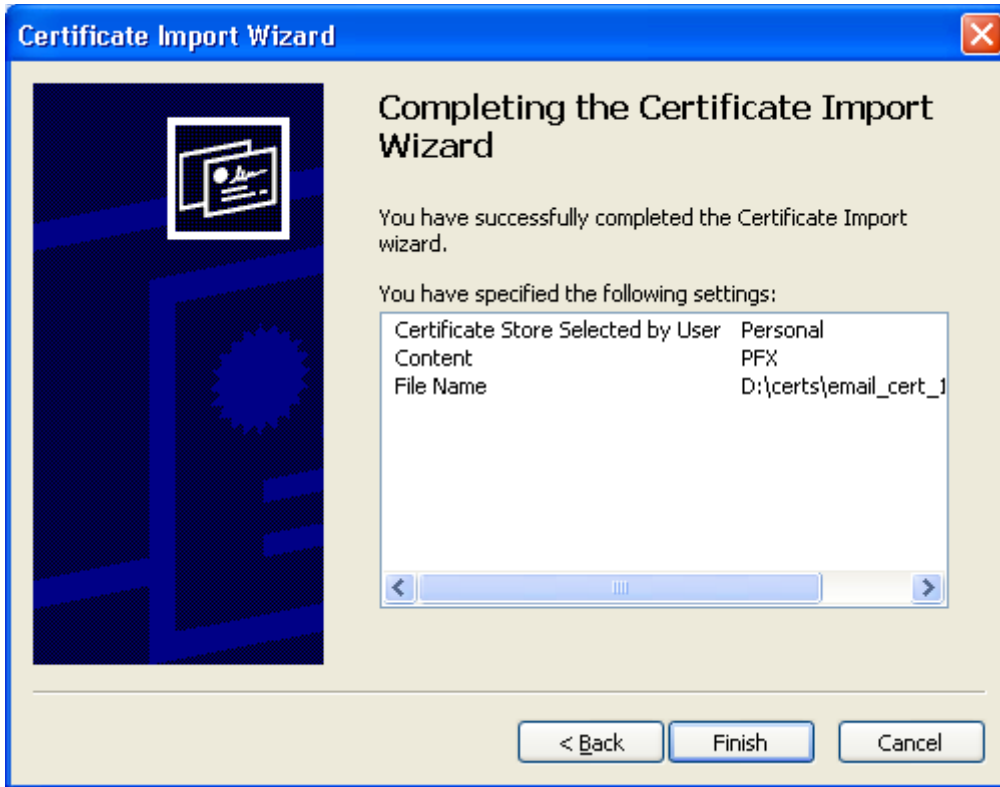 Certificate Import Wizard
Completing the Certificate Import
Wizard
You have successfully completed the Certificate Import
wizard.
You have specified the following settings:
Certificate Store Selected by User Personal
Content PFX
File Name D:\certs\email_cert_1
< Back Finish Cancel